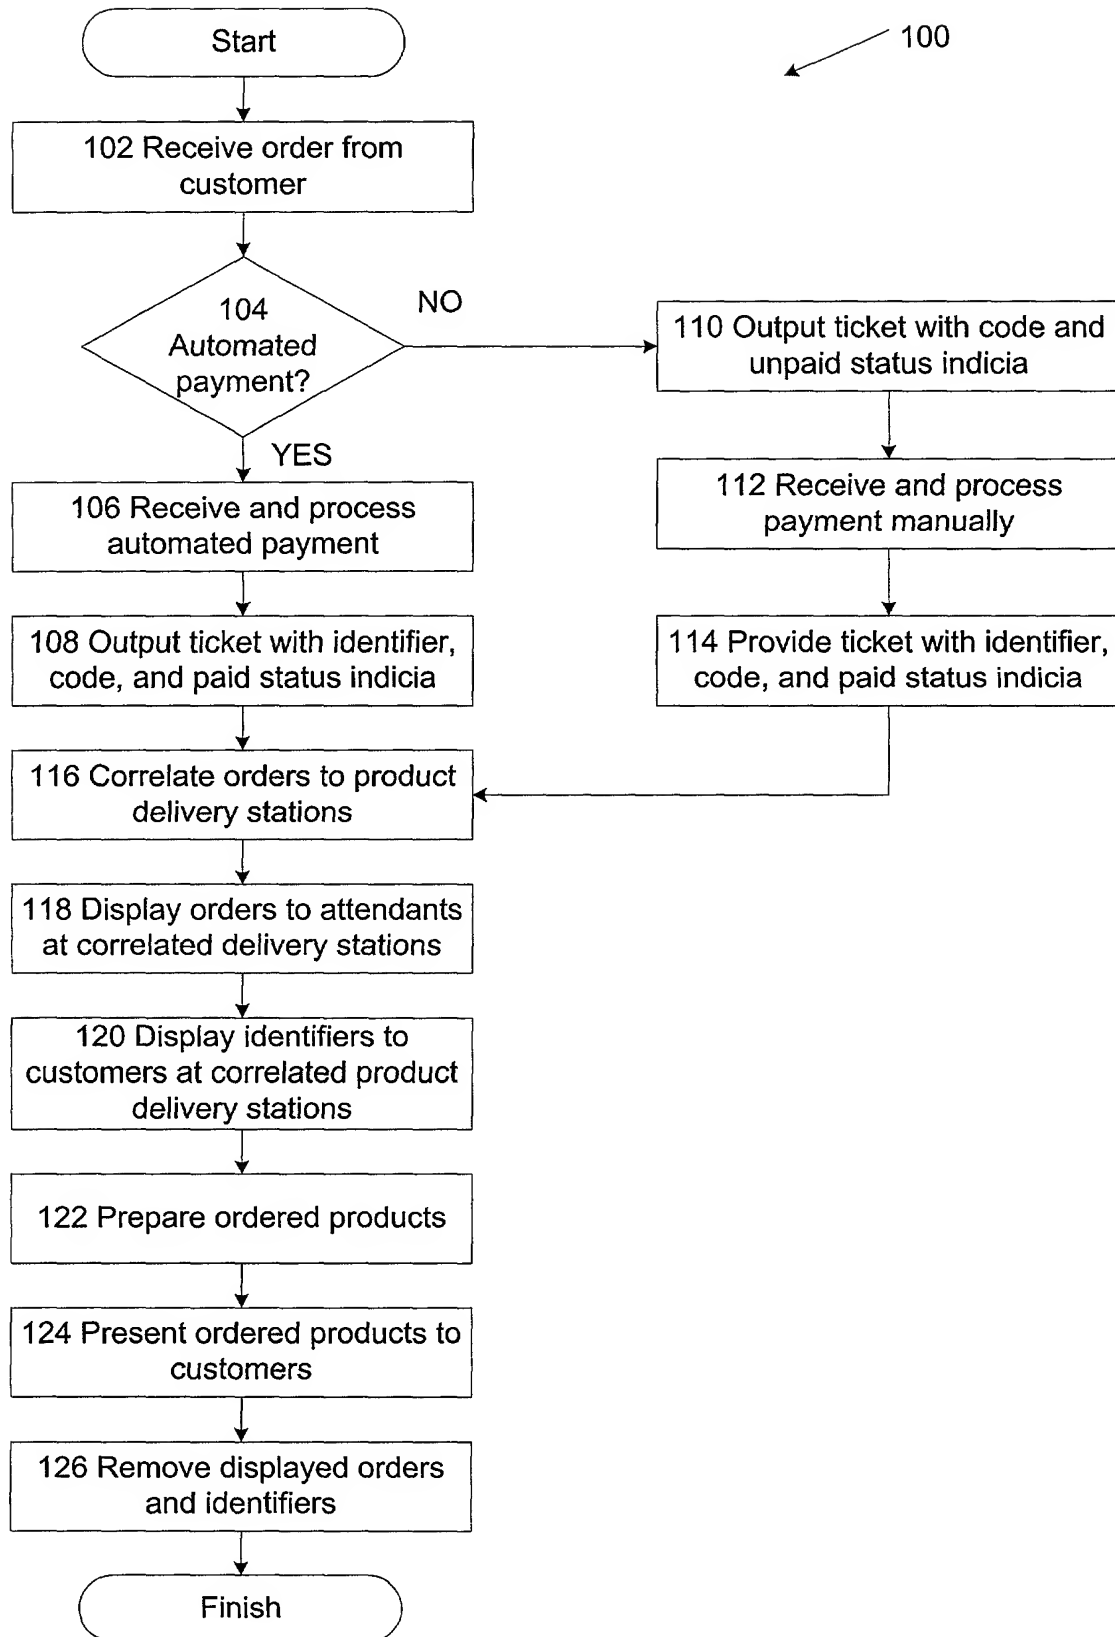 Start
100
102 Receive order from
customer
104
Automated
payment?
NO
YES
110 Output ticket with code and
unpaid status indicia
106 Receive and process
automated payment
112 Receive and process
payment manually
108 Output ticket with identifier,
code, and paid status indicia
114 Provide ticket with identifier,
code, and paid status indicia
116 Correlate orders to product
delivery stations
118 Display orders to attendants
at correlated delivery stations
120 Display identifiers to
customers at correlated product
delivery stations
122 Prepare ordered products
124 Present ordered products to
customers
126 Remove displayed orders
and identifiers
Finish